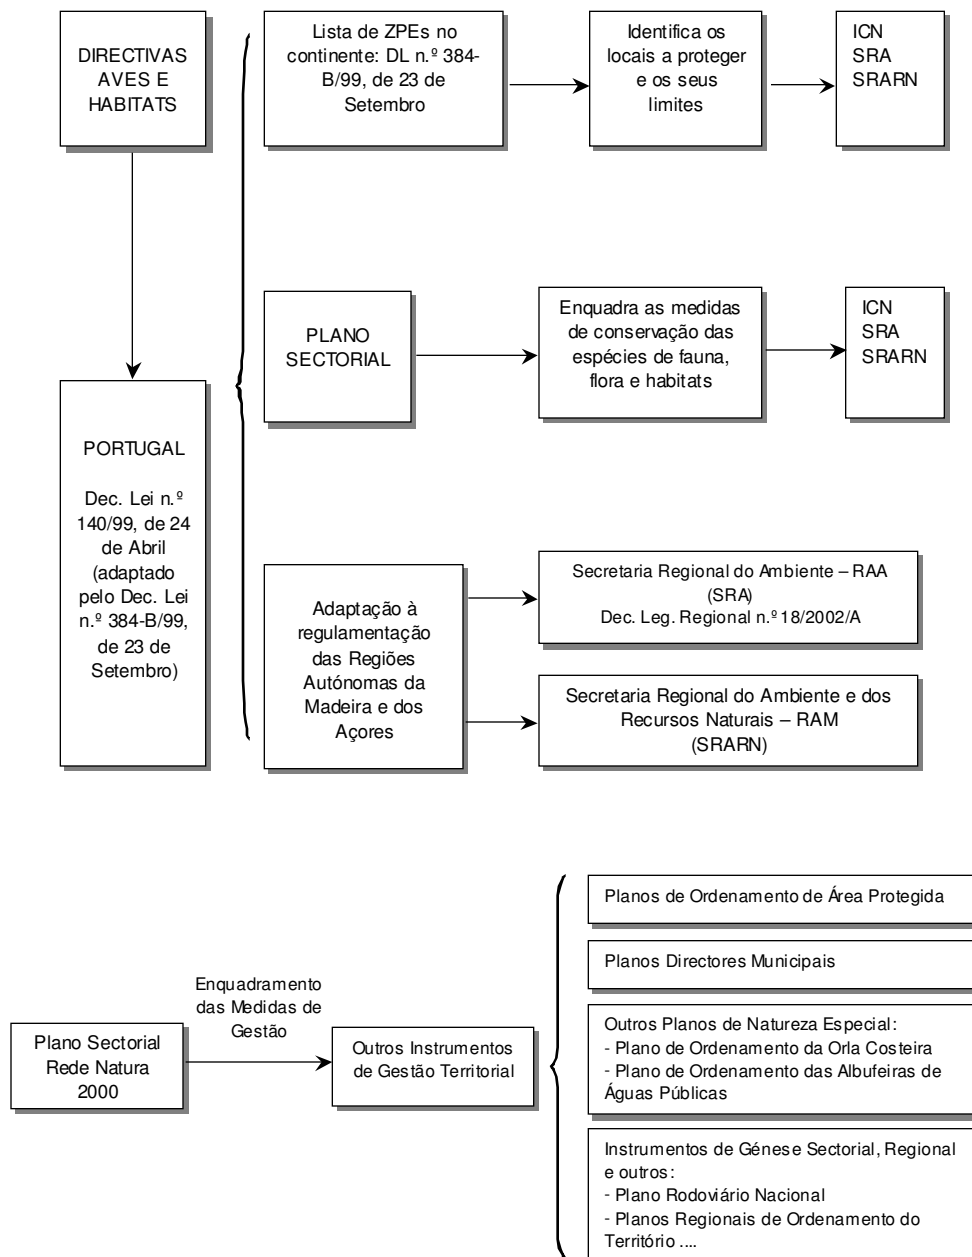 DIRECTIVAS
AVES E
HABITATS
Lista de ZPEs no
continente: DL n.º 384-
B/99, de 23 de
Setembro
Identifica os
locais a proteger
e os seus
limites
ICN
SRA
SRARN
PLANO
SECTORIAL
Enquadra as medidas
de conservação das
espécies de fauna,
flora e habitats
ICN
SRA
SRARN
PORTUGAL
Dec. Lei n.º
140/99, de 24
de Abril
(adaptado
pelo Dec. Lei
n.º 384-B/99,
de 23 de
Setembro)
Adaptação à
regulamentação
das Regiões
Autónomas da
Madeira e dos
Açores
Secretaria Regional do Ambiente – RAA
(SRA)
Dec. Leg. Regional n.º 18/2002/A
Secretaria Regional do Ambiente e dos
Recursos Naturais – RAM
(SRARN)
Plano Sectorial
Rede Natura
2000
Enquadramento
das Medidas de
Gestão
Outros Instrumentos
de Gestão Territorial
Planos de Ordenamento de Área Protegida
Planos Directores Municipais
Outros Planos de Natureza Especial:
- Plano de Ordenamento da Orla Costeira
- Plano de Ordenamento das Albufeiras de
Águas Públicas
Instrumentos de Génese Sectorial, Regional
e outros:
- Plano Rodoviário Nacional
- Planos Regionais de Ordenamento do
Território ....